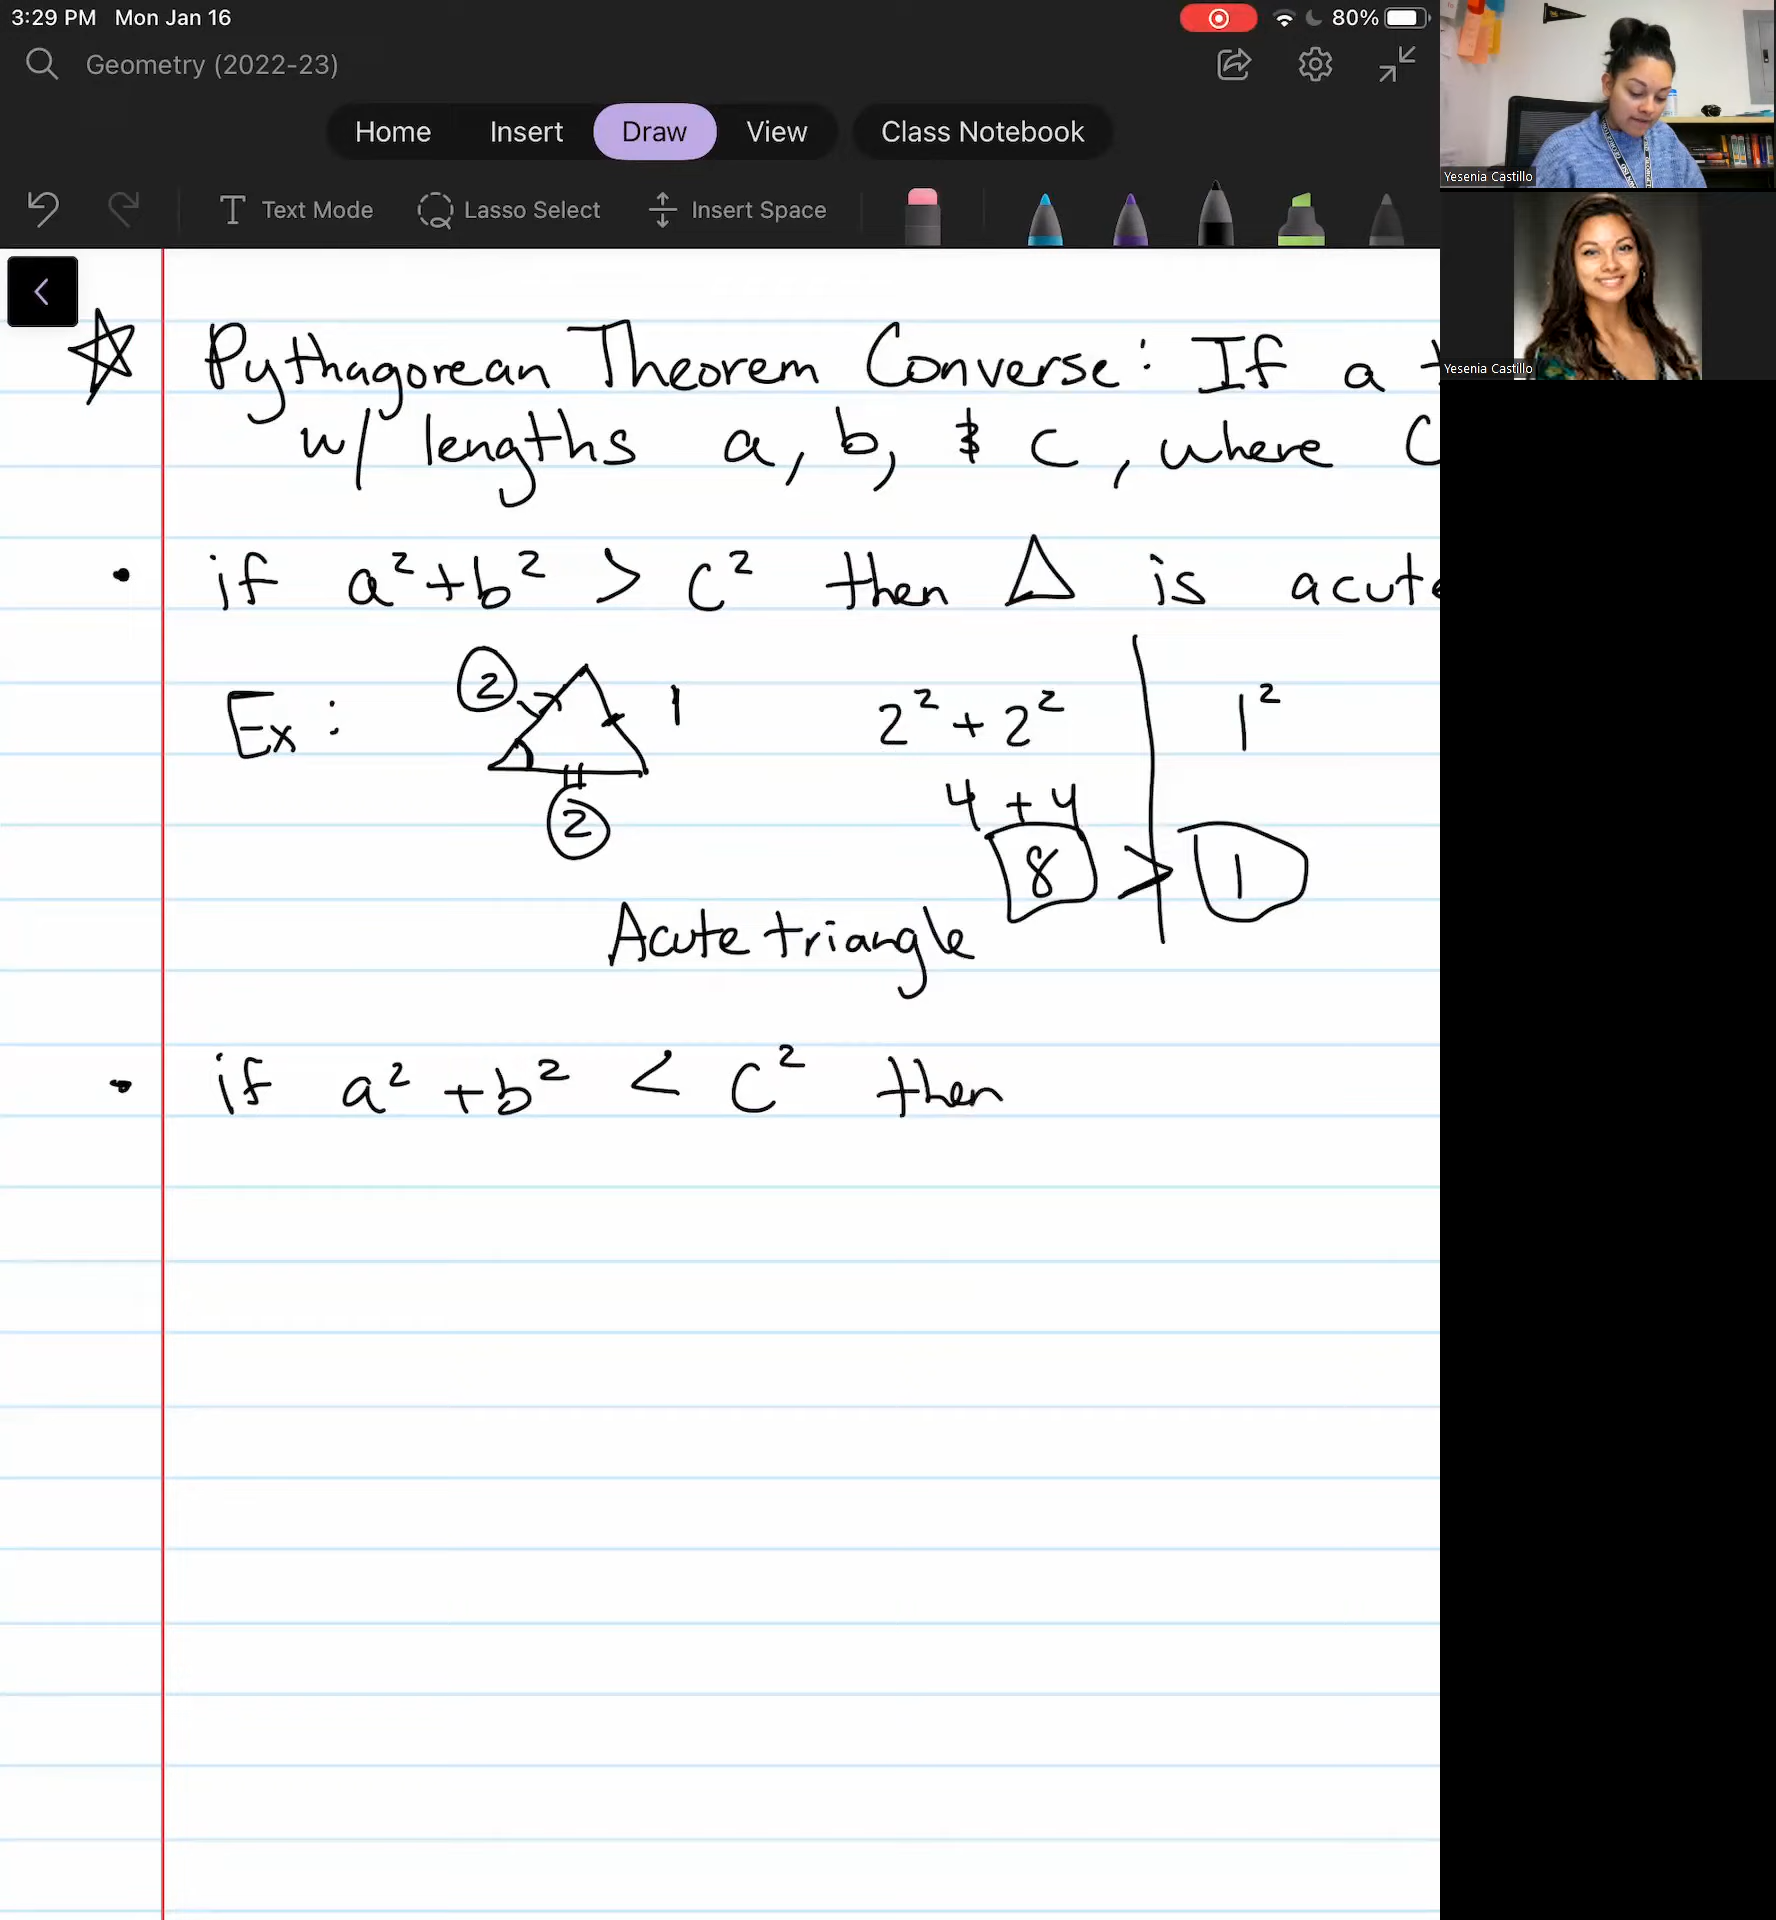 3:29 PM Mon Jan 16
80%
Geometry (2022-23)
Home Insert Draw View Class Notebook
Text Mode Lasso Select Insert Space
Yesenia Castillo
Yesenia Castillo
Pythagorean Theorem Converse: If a
w/ lengths a, b, & c, where C
• if a² + b² > c² then △ is acute
Ex: 2 1 2² + 2² 1²
4 + 4
2 8 > 1
Acute triangle
• if a² + b² < c² then